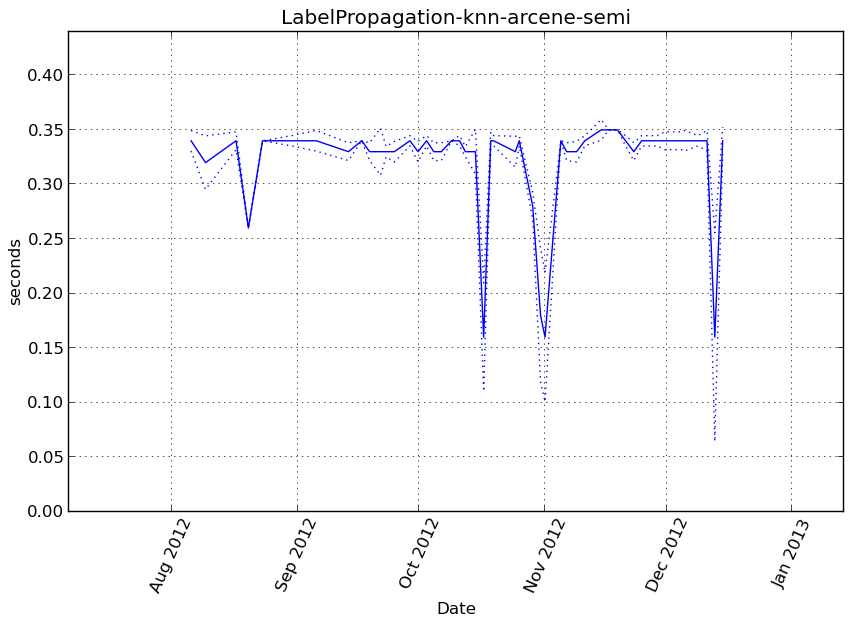 LabelPropagation-knn-arcene-semi
0.40
0.35
0.30
0.25
0.20
0.15
0.10
0.05
0.00
seconds
Aug 2012
Sep 2012
Oct 2012
Nov 2012
Dec 2012
Jan 2013
Date